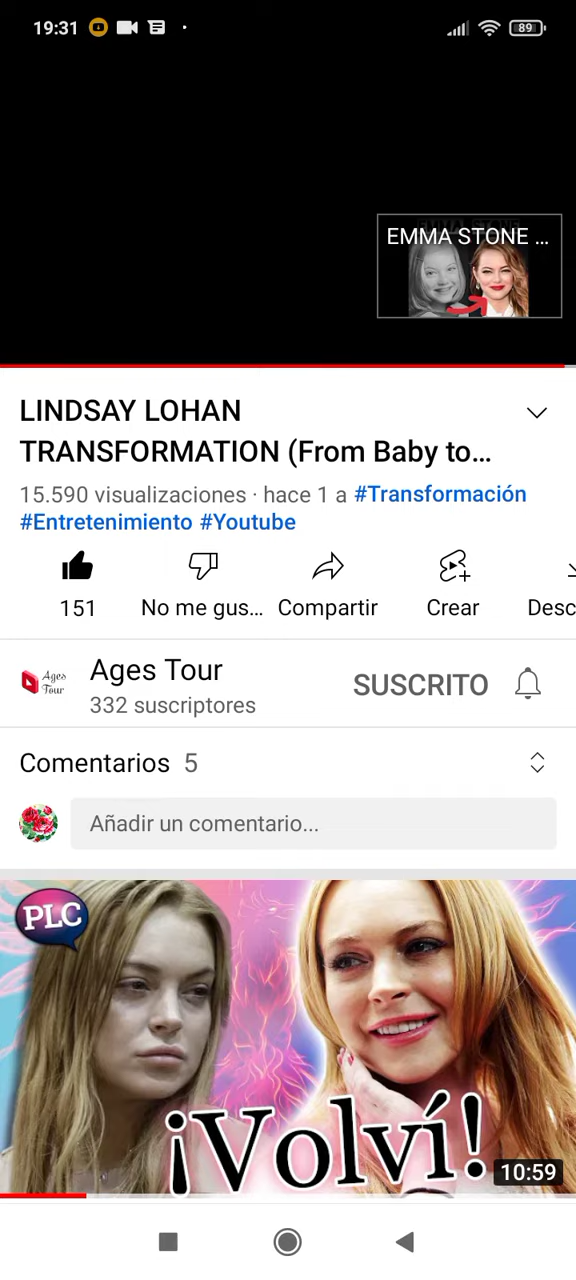 19:31
89
EMMA STONE ...
LINDSAY LOHAN
TRANSFORMATION (From Baby to...
15.590 visualizaciones · hace 1 a #Transformación
#Entretenimiento #Youtube
151
No me gus...
Compartir
Crear
Desc
Ages Tour
Ages Tour
332 suscriptores
SUSCRITO
Comentarios 5
Añadir un comentario...
PLC
¡Volví!
10:59